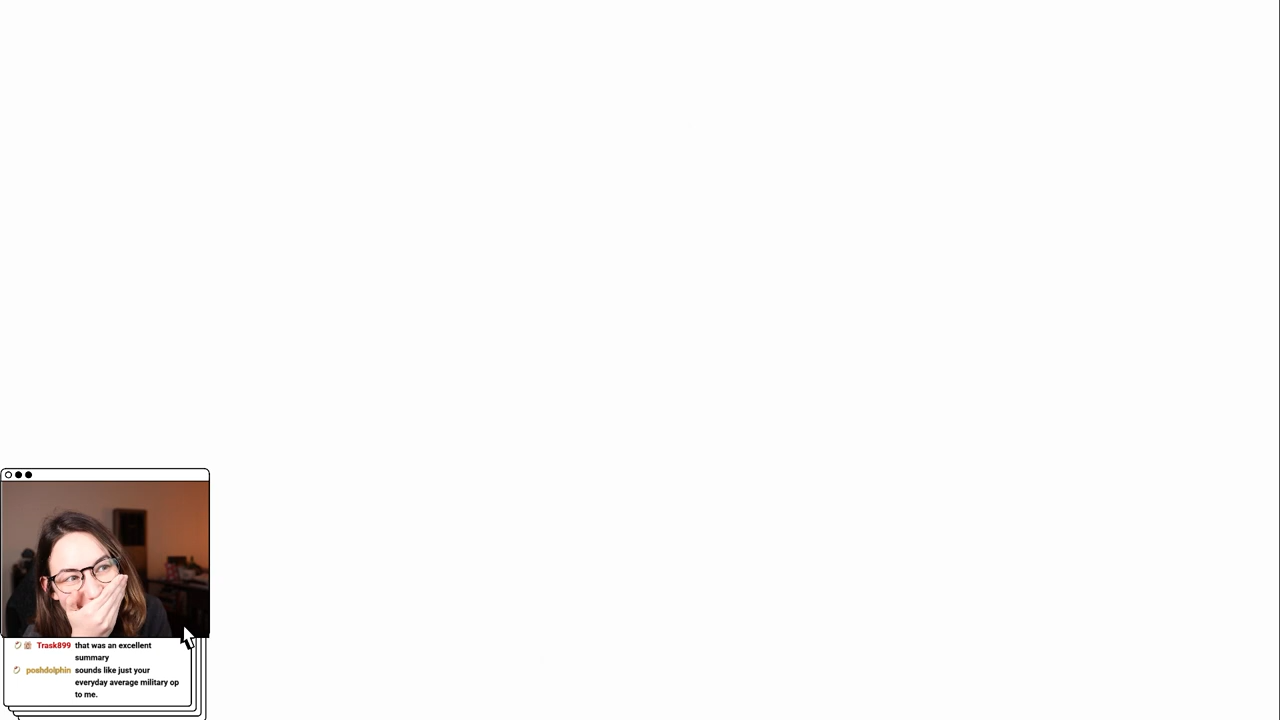 Trask899 that was an excellent
summary
poshdolphin sounds like just your
everyday average military op
to me.